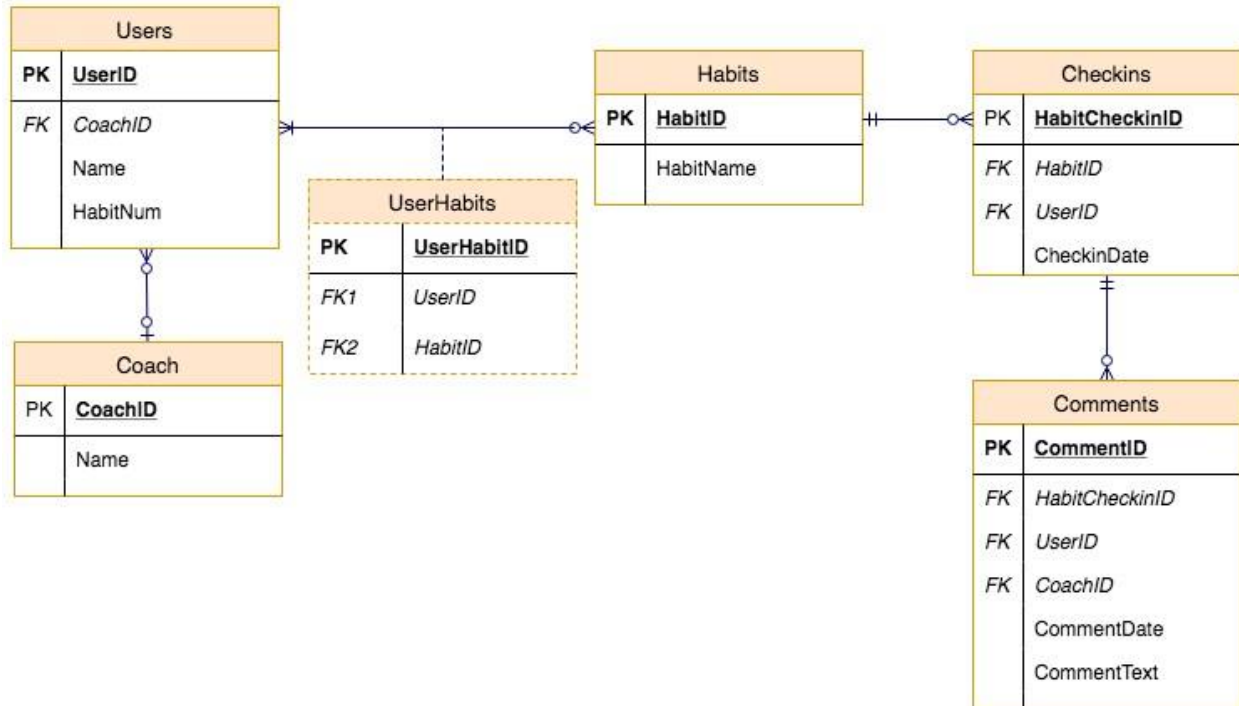 Users
PK UserID
FK CoachID
Name
HabitNum
Coach
PK CoachID
Name
UserHabits
PK UserHabitID
FK1 UserID
FK2 HabitID
Habits
PK HabitID
HabitName
Checkins
PK HabitCheckinID
FK HabitID
FK UserID
CheckinDate
Comments
PK CommentID
FK HabitCheckinID
FK UserID
FK CoachID
CommentDate
CommentText